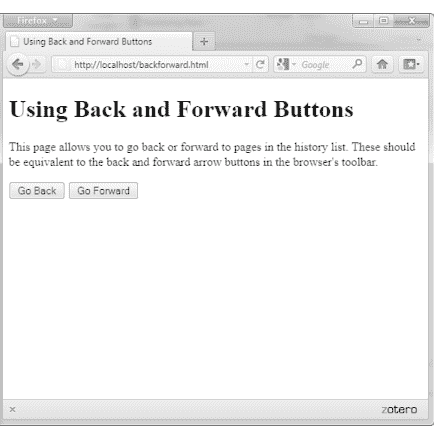 Firefox
Using Back and Forward Buttons
http://localhost/backforward.html
Google
Using Back and Forward Buttons
This page allows you to go back or forward to pages in the history list. These should
be equivalent to the back and forward arrow buttons in the browser's toolbar.
Go Back Go Forward
× zotero